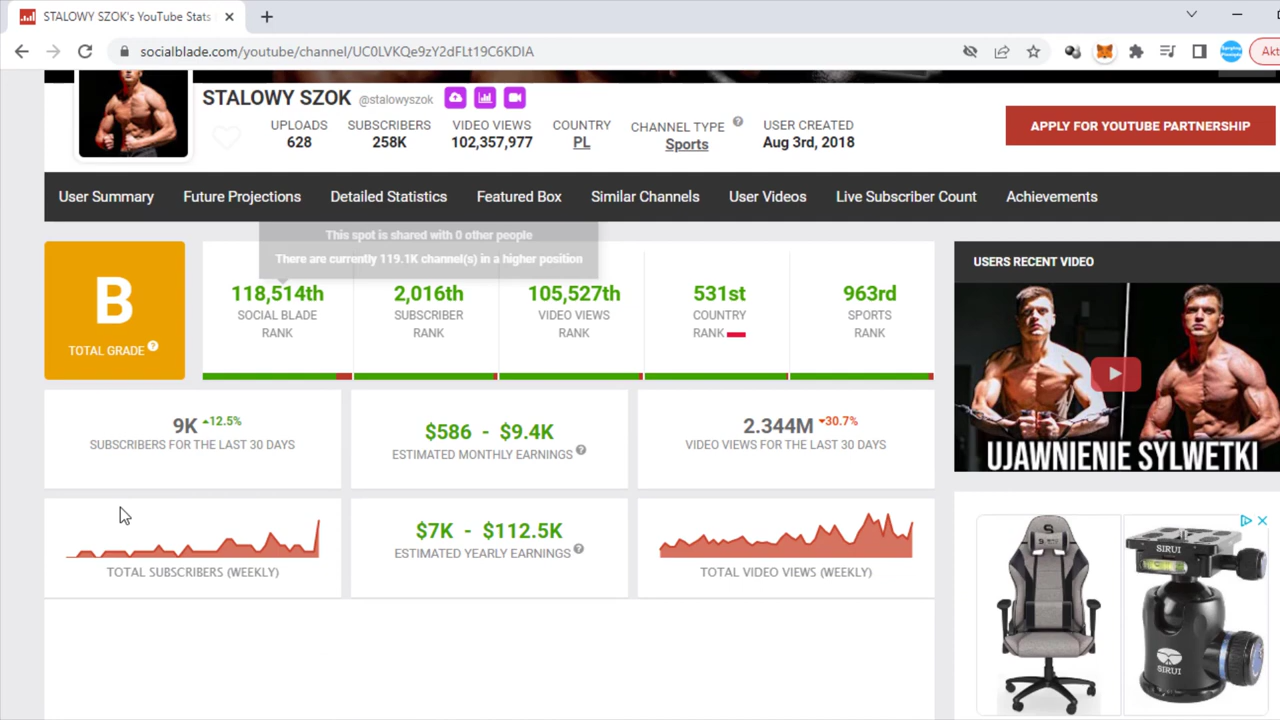 STALOWY SZOK's YouTube Stats
socialblade.com/youtube/channel/UC0LVKQe9zY2dFLt19C6KDIA
Akt
STALOWY SZOK @stalowyszok
UPLOADS
628
SUBSCRIBERS
258K
VIDEO VIEWS
102,357,977
COUNTRY
PL
CHANNEL TYPE
Sports
USER CREATED
Aug 3rd, 2018
APPLY FOR YOUTUBE PARTNERSHIP
User Summary
Future Projections
Detailed Statistics
Featured Box
Similar Channels
User Videos
Live Subscriber Count
Achievements
This spot is shared with 0 other people
There are currently 119.1K channel(s) in a higher position
B
TOTAL GRADE
118,514th
SOCIAL BLADE
RANK
2,016th
SUBSCRIBER
RANK
105,527th
VIDEO VIEWS
RANK
531st
COUNTRY
RANK
963rd
SPORTS
RANK
USERS RECENT VIDEO
UJAWNIENIE SYLWETKI
9K 12.5%
SUBSCRIBERS FOR THE LAST 30 DAYS
$586 - $9.4K
ESTIMATED MONTHLY EARNINGS
2.344M 30.7%
VIDEO VIEWS FOR THE LAST 30 DAYS
TOTAL SUBSCRIBERS (WEEKLY)
$7K - $112.5K
ESTIMATED YEARLY EARNINGS
TOTAL VIDEO VIEWS (WEEKLY)
SIRUI
SIRUI